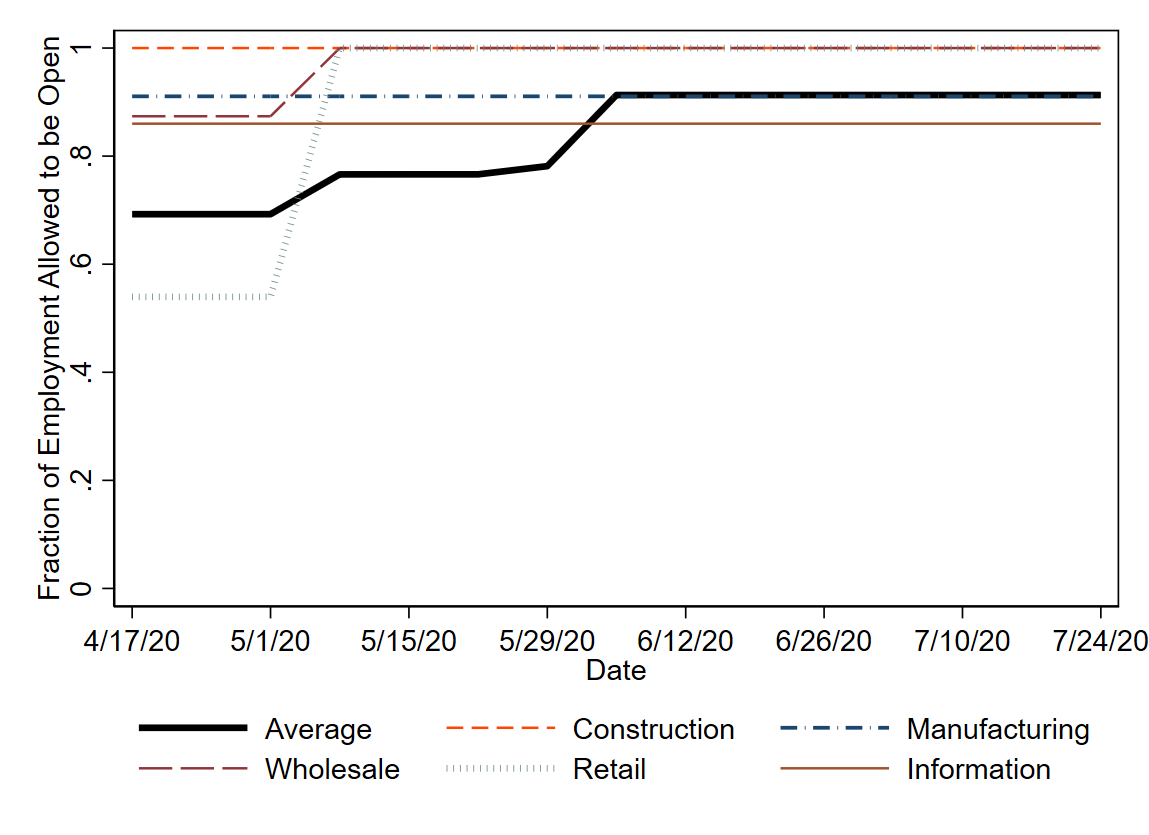 Fraction of Employment Allowed to be Open
1
.8
.6
.4
.2
0
4/17/20 5/1/20 5/15/20 5/29/20 6/12/20 6/26/20 7/10/20 7/24/20
Date
Average Construction Manufacturing
Wholesale Retail Information